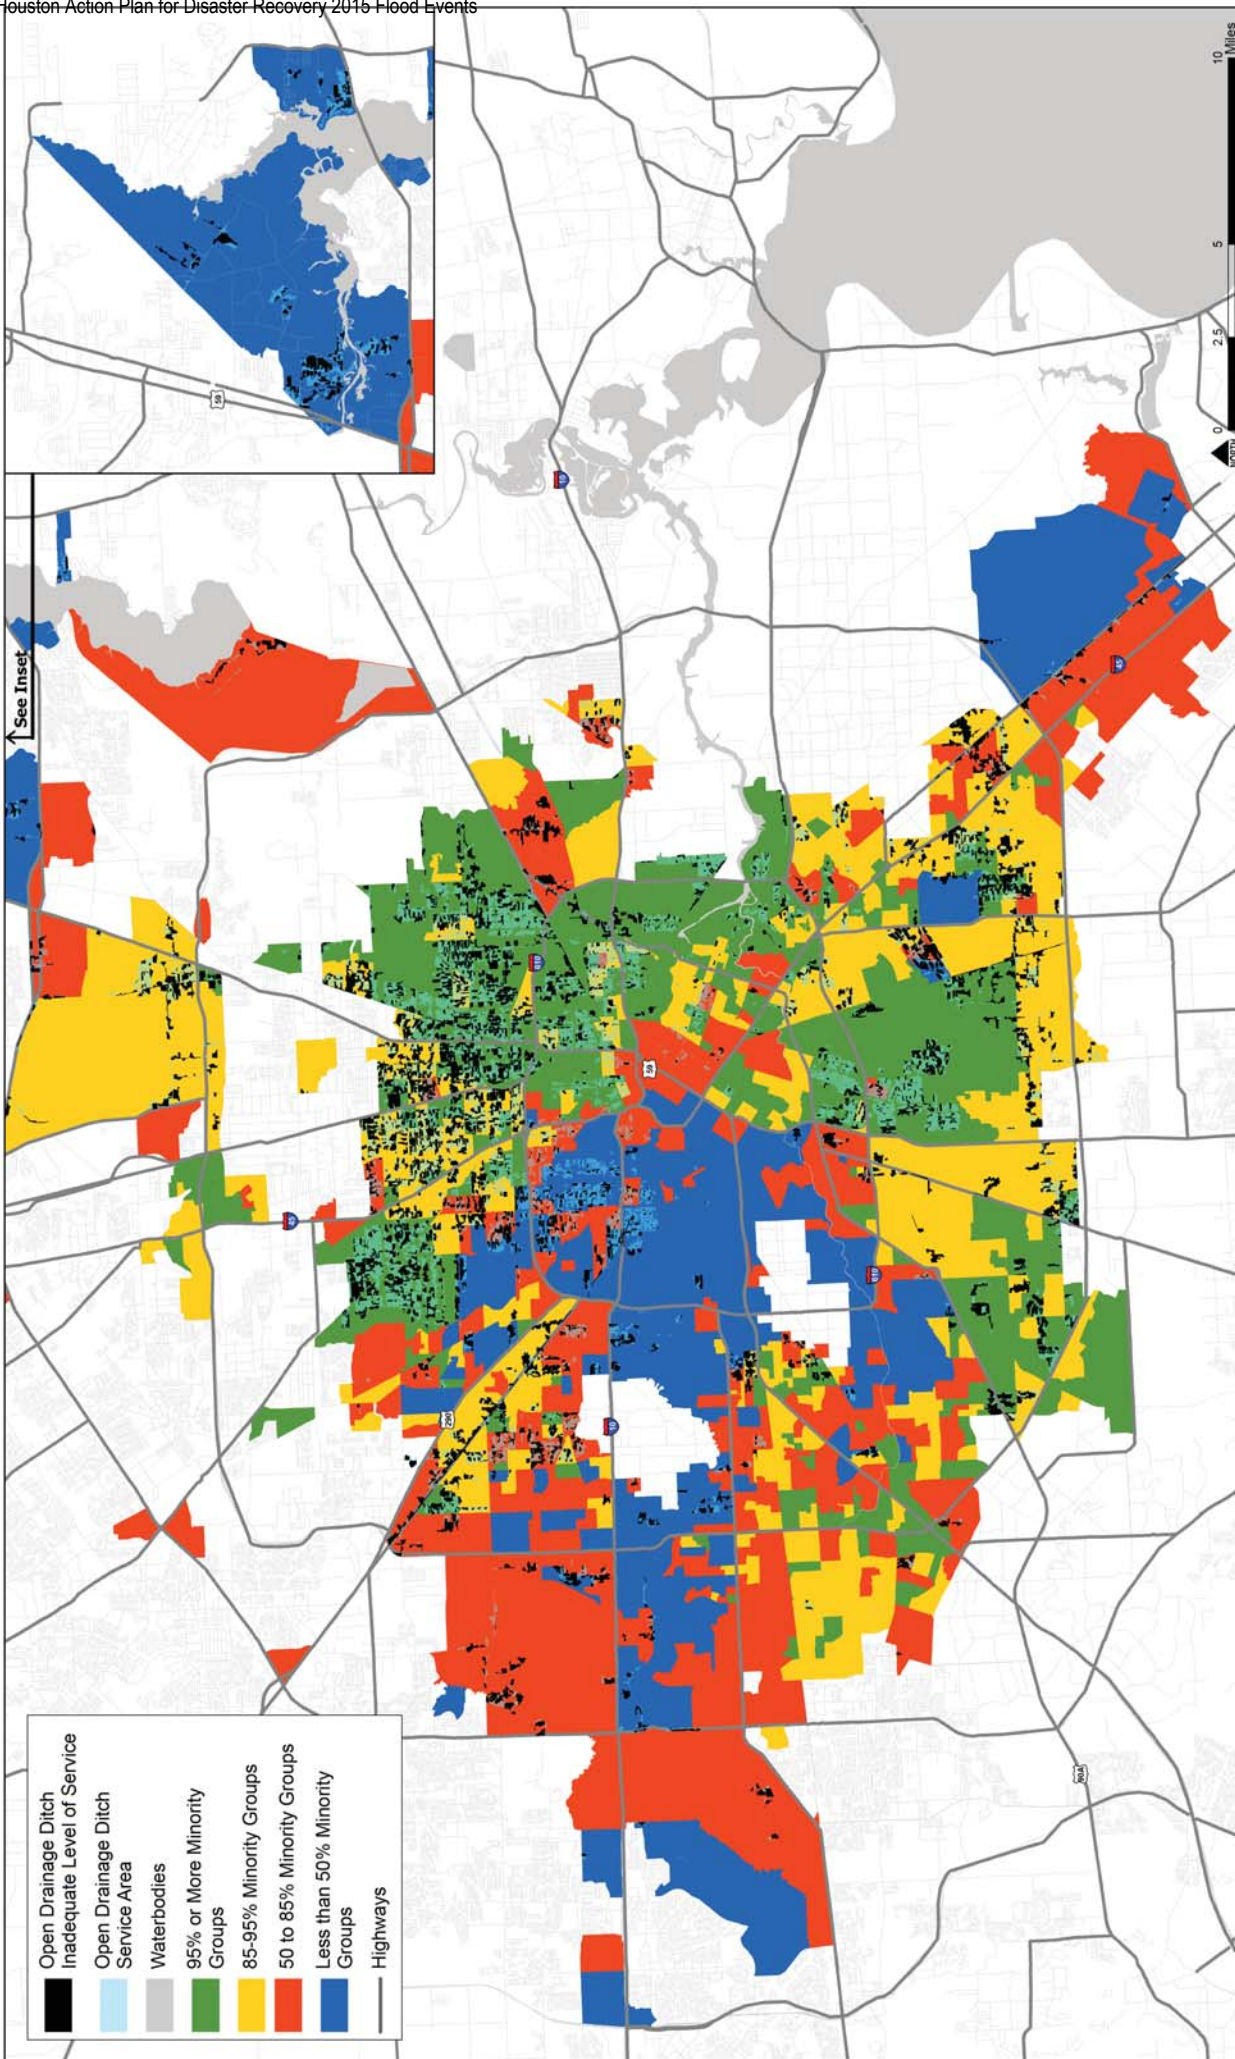 Houston Action Plan for Disaster Recovery 2015 Flood Events
See Inset
59
10
610
59
45
290
10
610
45
90A
Open Drainage Ditch
Inadequate Level of Service
Open Drainage Ditch
Service Area
Waterbodies
95% or More Minority
Groups
85-95% Minority Groups
50 to 85% Minority Groups
Less than 50% Minority
Groups
Highways
NORTH
0 2.5 5 10
Miles